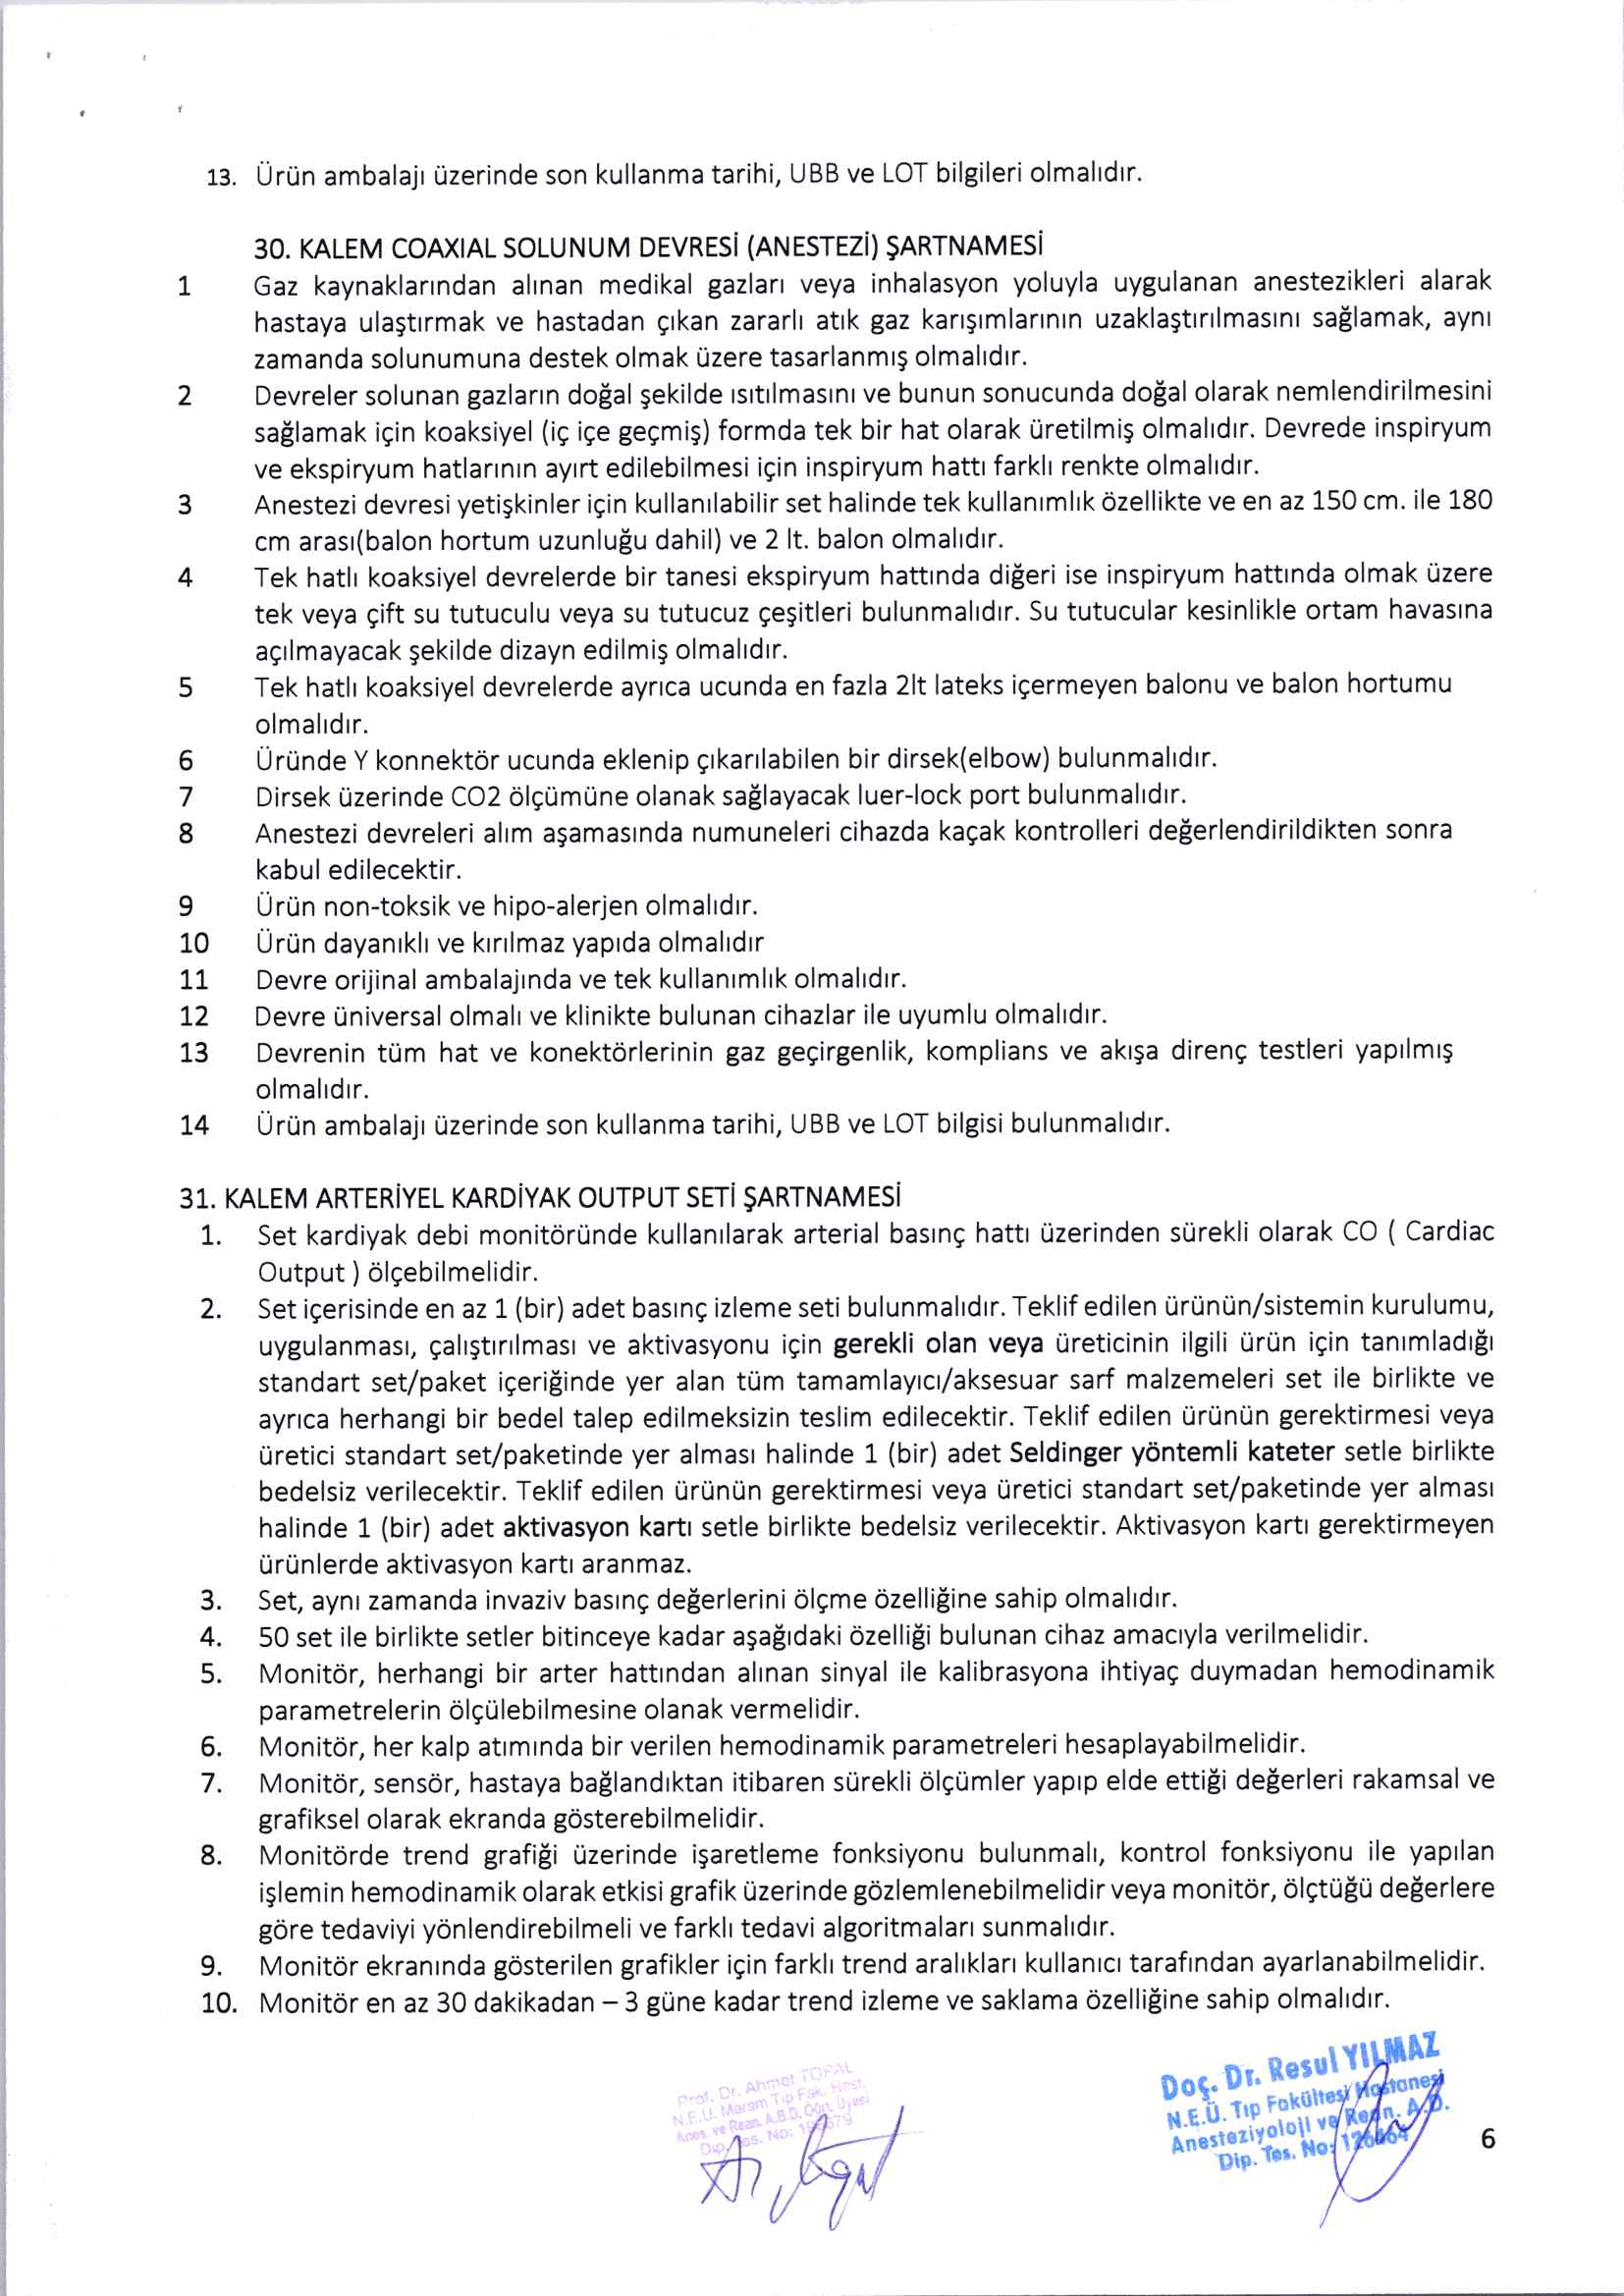 13. Ürün ambalajı üzerinde son kullanma tarihi, UBB ve LOT bilgileri olmalıdır.
30. KALEM COAXIAL SOLUNUM DEVRESİ (ANESTEZİ) ŞARTNAMESİ
1 Gaz kaynaklarından alınan medikal gazları veya inhalasyon yoluyla uygulanan anestezikleri alarak
hastaya ulaştırmak ve hastadan çıkan zararlı atık gaz karışımlarının uzaklaştırılmasını sağlamak, aynı
zamanda solunumuna destek olmak üzere tasarlanmış olmalıdır.
2 Devreler solunan gazların doğal şekilde ısıtılmasını ve bunun sonucunda doğal olarak nemlendirilmesini
sağlamak için koaksiyel (iç içe geçmiş) formda tek bir hat olarak üretilmiş olmalıdır. Devrede inspiryum
ve ekspiryum hatlarının ayırt edilebilmesi için inspiryum hattı farklı renkte olmalıdır.
3 Anestezi devresi yetişkinler için kullanılabilir set halinde tek kullanımlık özellikte ve en az 150 cm. ile 180
cm arası(balon hortum uzunluğu dahil) ve 2 lt. balon olmalıdır.
4 Tek hatlı koaksiyel devrelerde bir tanesi ekspiryum hattında diğeri ise inspiryum hattında olmak üzere
tek veya çift su tutuculu veya su tutucuz çeşitleri bulunmalıdır. Su tutucular kesinlikle ortam havasına
açılmayacak şekilde dizayn edilmiş olmalıdır.
5 Tek hatlı koaksiyel devrelerde ayrıca ucunda en fazla 2lt lateks içermeyen balonu ve balon hortumu
olmalıdır.
6 Üründe Y konnektör ucunda eklenip çıkarılabilen bir dirsek(elbow) bulunmalıdır.
7 Dirsek üzerinde CO2 ölçümüne olanak sağlayacak luer-lock port bulunmalıdır.
8 Anestezi devreleri alım aşamasında numuneleri cihazda kaçak kontrolleri değerlendirildikten sonra
kabul edilecektir.
9 Ürün non-toksik ve hipo-alerjen olmalıdır.
10 Ürün dayanıklı ve kırılmaz yapıda olmalıdır
11 Devre orijinal ambalajında ve tek kullanımlık olmalıdır.
12 Devre üniversal olmalı ve klinikte bulunan cihazlar ile uyumlu olmalıdır.
13 Devrenin tüm hat ve konektörlerinin gaz geçirgenlik, komplians ve akışa direnç testleri yapılmış
olmalıdır.
14 Ürün ambalajı üzerinde son kullanma tarihi, UBB ve LOT bilgisi bulunmalıdır.
31. KALEM ARTERİYEL KARDİYAK OUTPUT SETİ ŞARTNAMESİ
1. Set kardiyak debi monitöründe kullanılarak arterial basınç hattı üzerinden sürekli olarak CO ( Cardiac
Output ) ölçebilmelidir.
2. Set içerisinde en az 1 (bir) adet basınç izleme seti bulunmalıdır. Teklif edilen ürünün/sistemin kurulumu,
uygulanması, çalıştırılması ve aktivasyonu için gerekli olan veya üreticinin ilgili ürün için tanımladığı
standart set/paket içeriğinde yer alan tüm tamamlayıcı/aksesuar sarf malzemeleri set ile birlikte ve
ayrıca herhangi bir bedel talep edilmeksizin teslim edilecektir. Teklif edilen ürünün gerektirmesi veya
üretici standart set/paketinde yer alması halinde 1 (bir) adet Seldinger yöntemli kateter setle birlikte
bedelsiz verilecektir. Teklif edilen ürünün gerektirmesi veya üretici standart set/paketinde yer alması
halinde 1 (bir) adet aktivasyon kartı setle birlikte bedelsiz verilecektir. Aktivasyon kartı gerektirmeyen
ürünlerde aktivasyon kartı aranmaz.
3. Set, aynı zamanda invaziv basınç değerlerini ölçme özelliğine sahip olmalıdır.
4. 50 set ile birlikte setler bitinceye kadar aşağıdaki özelliği bulunan cihaz amacıyla verilmelidir.
5. Monitör, herhangi bir arter hattından alınan sinyal ile kalibrasyona ihtiyaç duymadan hemodinamik
parametrelerin ölçülebilmesine olanak vermelidir.
6. Monitör, her kalp atımında bir verilen hemodinamik parametreleri hesaplayabilmelidir.
7. Monitör, sensör, hastaya bağlandıktan itibaren sürekli ölçümler yapıp elde ettiği değerleri rakamsal ve
grafiksel olarak ekranda gösterebilmelidir.
8. Monitörde trend grafiği üzerinde işaretleme fonksiyonu bulunmalı, kontrol fonksiyonu ile yapılan
işlemin hemodinamik olarak etkisi grafik üzerinde gözlemlenebilmelidir veya monitör, ölçtüğü değerlere
göre tedaviyi yönlendirebilmeli ve farklı tedavi algoritmaları sunmalıdır.
9. Monitör ekranında gösterilen grafikler için farklı trend aralıkları kullanıcı tarafından ayarlanabilmelidir.
10. Monitör en az 30 dakikadan – 3 güne kadar trend izleme ve saklama özelliğine sahip olmalıdır.
Prof. Dr. Ahmet TOPAL
N.E.U. Meram Tıp Fak. Hast.
Anes. ve Rean. A.B.D. Öğrt. Üyesi
Dip. Tes. No:
Doç. Dr. Resul YILMAZ
N.E.Ü. Tıp Fakültesi Hastanesi
Anesteziyoloji ve Rean. A.D.
Dip. Tes. No: 126464
6